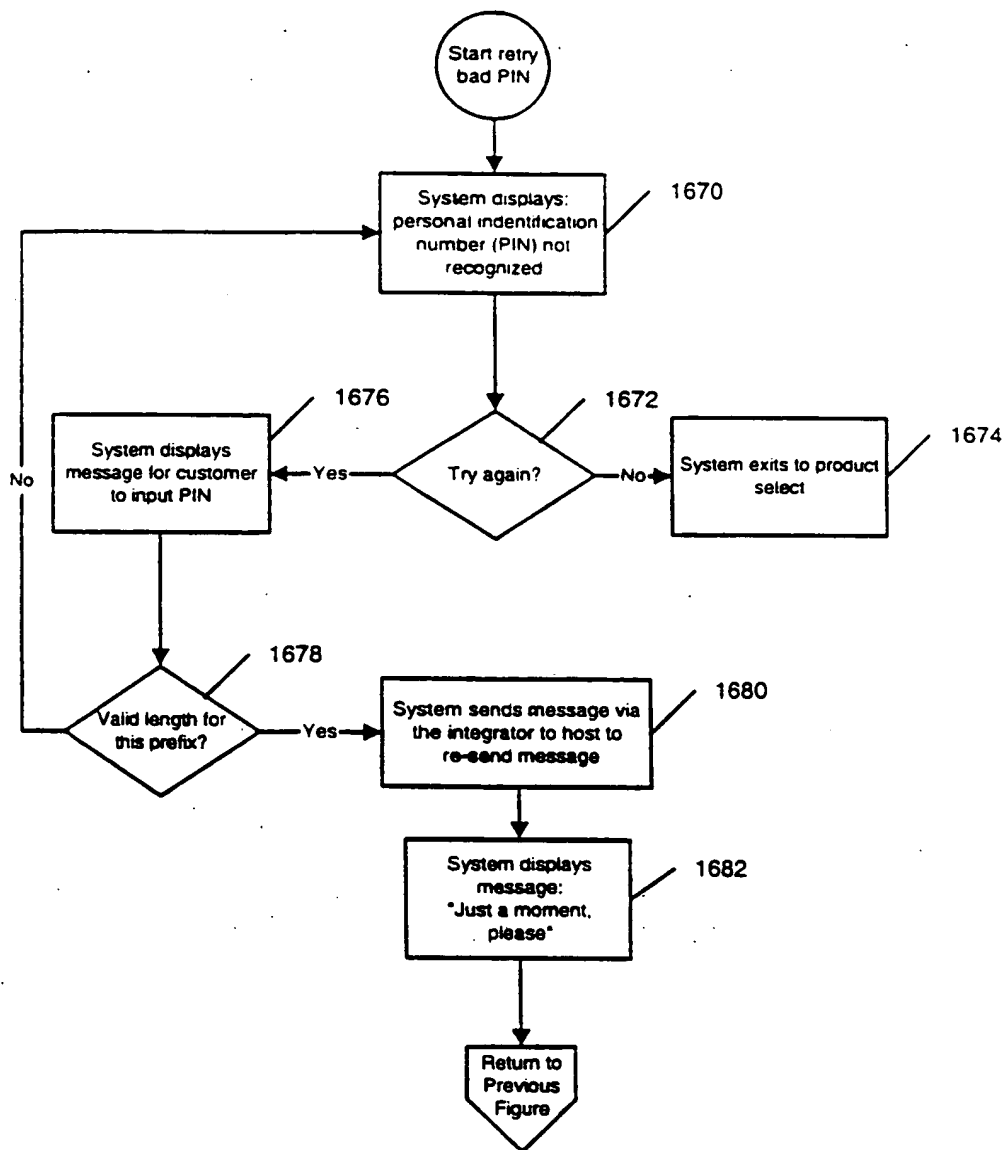 Start retry
bad PIN
1670
System displays:
personal indentification
number (PIN) not
recognized
1676
1672
1674
System displays
message for customer
to input PIN
No
Yes
Try again?
No
System exits to product
select
1678
1680
Valid length for
this prefix?
Yes
System sends message via
the integrator to host to
re-send message
System displays
message:
"Just a moment,
please"
1682
Return to
Previous
Figure